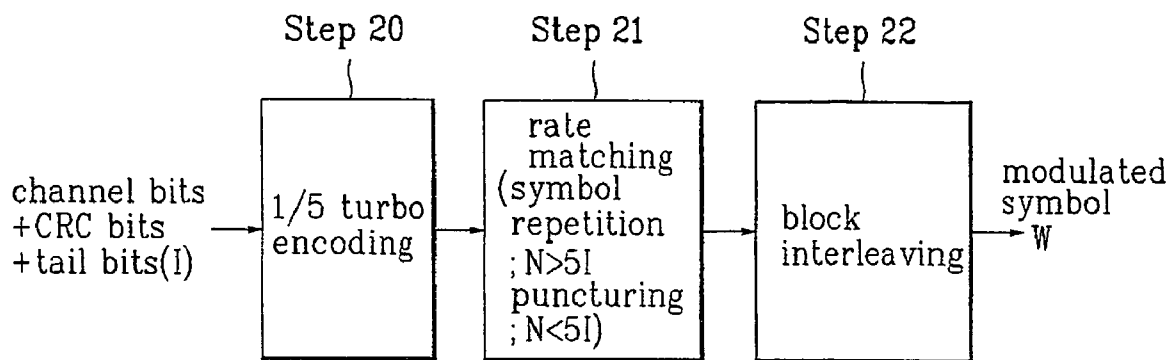 Step 20
Step 21
Step 22
channel bits
+CRC bits
+tail bits(I)
1/5 turbo
encoding
rate
matching
(symbol
repetition
; N>5I
puncturing
; N<5I)
block
interleaving
modulated
symbol
W